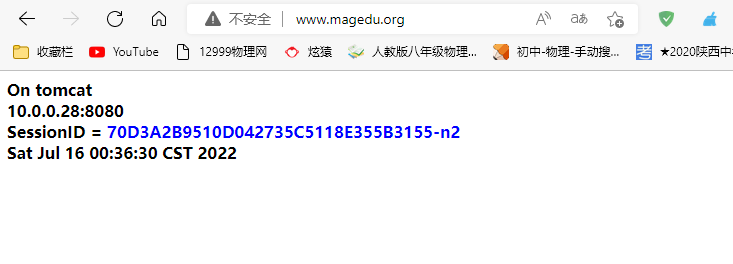 不安全 www.magedu.org A aあ
收藏栏 YouTube 12999物理网 炫猿 人教版八年级物理... 初中-物理-手动搜... 考 ★2020陕西中
On tomcat
10.0.0.28:8080
SessionID = 70D3A2B9510D042735C5118E355B3155-n2
Sat Jul 16 00:36:30 CST 2022